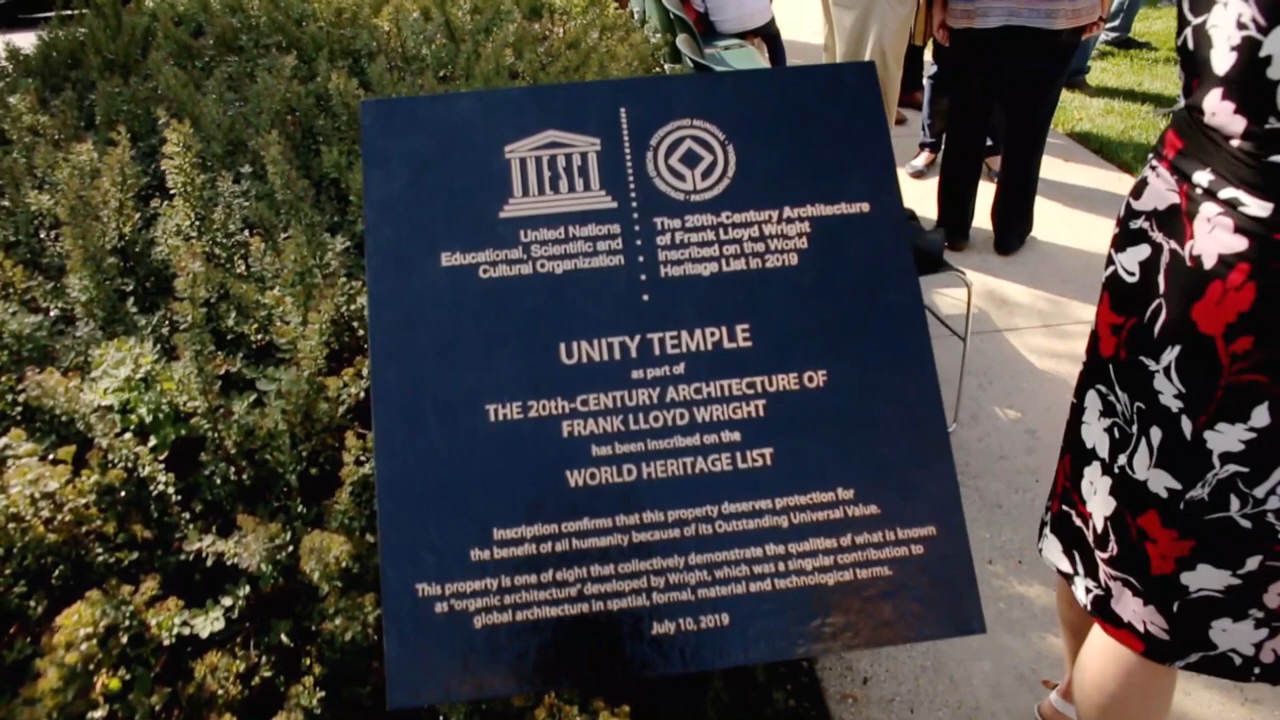 UNESCO
United Nations
Educational, Scientific and
Cultural Organization
PATRIMONIO MUNDIAL
The 20th-Century Architecture
of Frank Lloyd Wright
inscribed on the World
Heritage List in 2019
UNITY TEMPLE
as part of
THE 20th-CENTURY ARCHITECTURE OF
FRANK LLOYD WRIGHT
has been inscribed on the
WORLD HERITAGE LIST
Inscription confirms that this property deserves protection for
the benefit of all humanity because of its Outstanding Universal Value.
This property is one of eight that collectively demonstrate the qualities of what is known
as "organic architecture" developed by Wright, which was a singular contribution to
global architecture in spatial, formal, material and technological terms.
July 10, 2019